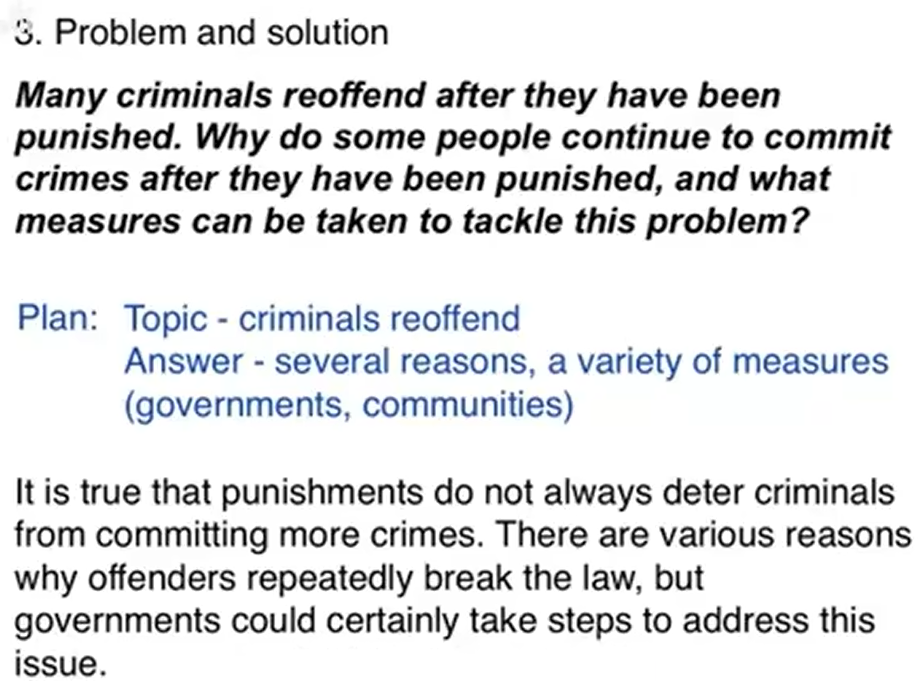 3. Problem and solution
Many criminals reoffend after they have been
punished. Why do some people continue to commit
crimes after they have been punished, and what
measures can be taken to tackle this problem?
Plan: Topic - criminals reoffend
Answer - several reasons, a variety of measures
(governments, communities)
It is true that punishments do not always deter criminals
from committing more crimes. There are various reasons
why offenders repeatedly break the law, but
governments could certainly take steps to address this
issue.